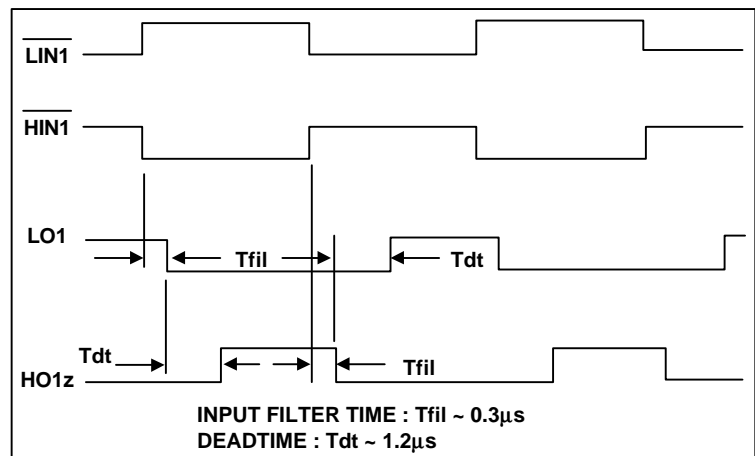 LIN1
HIN1
LO1
Tfil
Tdt
Tdt
Tfil
HO1z
INPUT FILTER TIME : Tfil ~ 0.3μs
DEADTIME : Tdt ~ 1.2μs